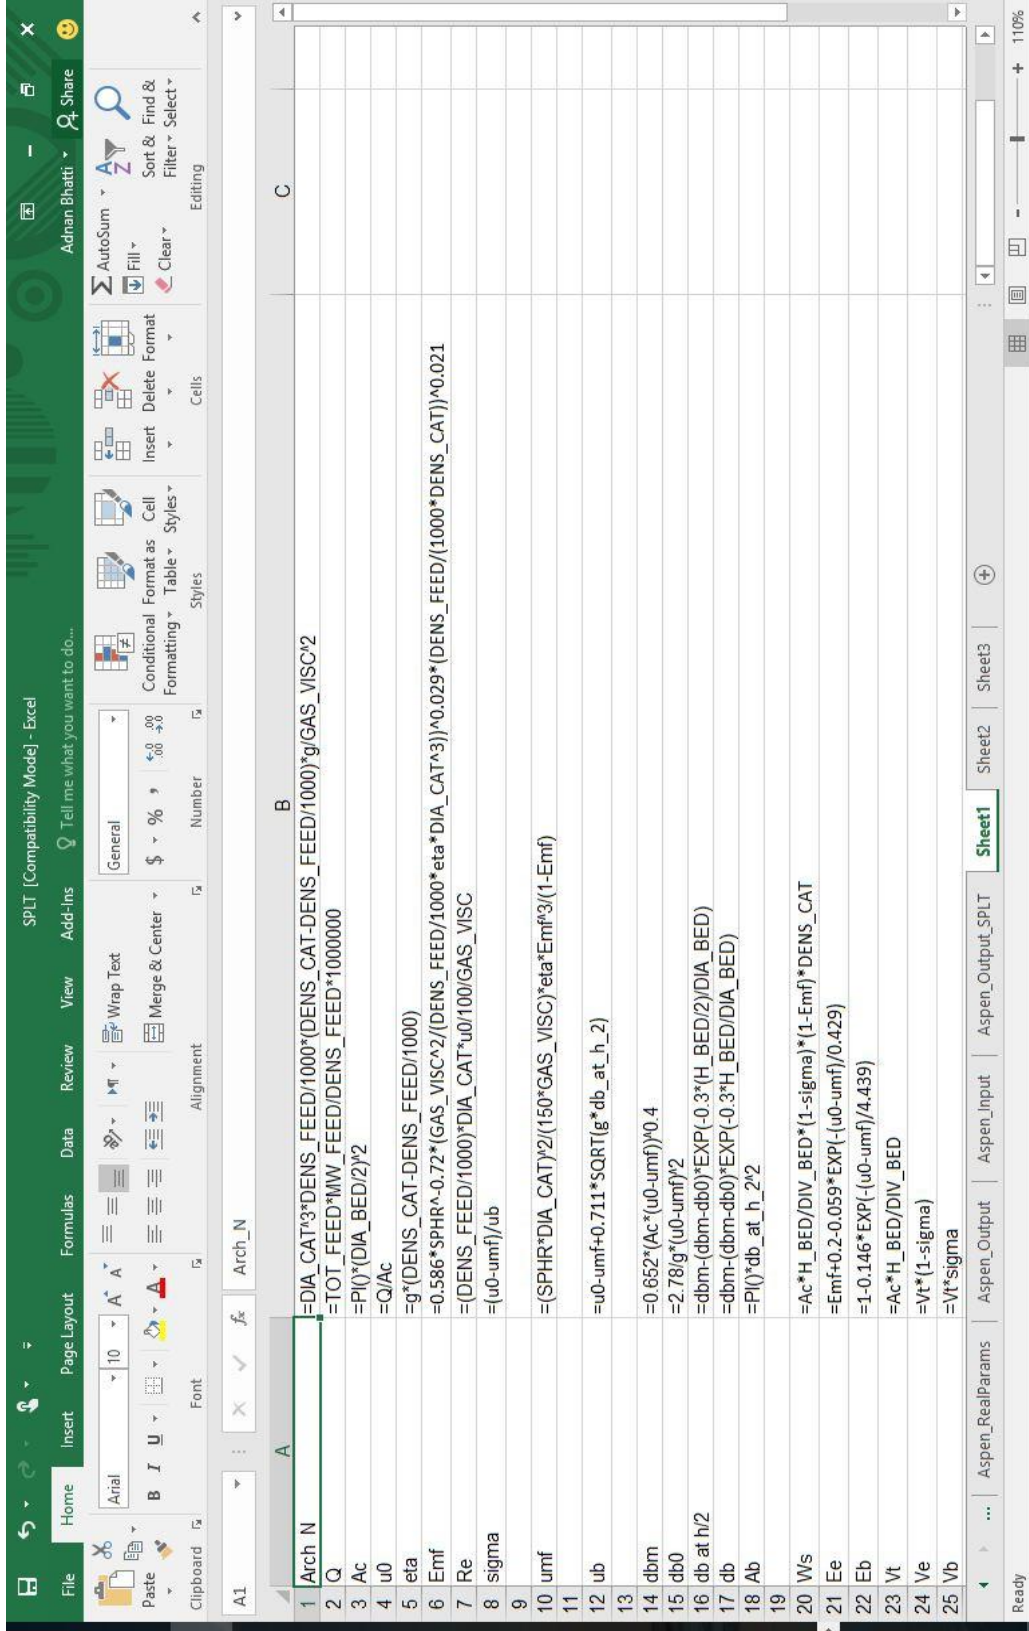 SPLT [Compatibility Mode] - Excel
File Home Insert Page Layout Formulas Data Review View Add-Ins Tell me what you want to do... Adnan Bhatti Share
Paste
Clipboard
Arial 10
B I U
Font
Wrap Text
Merge & Center
Alignment
General
$ % , .0 .00 .00 .0
Number
Conditional Formatting
Format as Table
Cell Styles
Styles
Insert
Delete
Format
Cells
AutoSum
Fill
Clear
Sort & Filter
Find & Select
Editing
A1 fx Arch_N
A B C
1 Arch_N =DIA_CAT^3*DENS_FEED/1000*(DENS_CAT-DENS_FEED/1000)*g/GAS_VISC^2
2 Q =TOT_FEED*MW_FEED/DENS_FEED*1000000
3 Ac =PI()*(DIA_BED/2)^2
4 u0 =Q/Ac
5 eta =g*(DENS_CAT-DENS_FEED/1000)
6 Emf =0.586*SPHR^-0.72*(GAS_VISC^2/(DENS_FEED/1000*eta*DIA_CAT^3))^0.029*(DENS_FEED/(1000*DENS_CAT))^0.021
7 Re =(DENS_FEED/1000)*DIA_CAT*u0/100/GAS_VISC
8 sigma =(u0-umf)/ub
9
10 umf =(SPHR*DIA_CAT)^2/(150*GAS_VISC)*eta*Emf^3/(1-Emf)
11
12 ub =u0-umf+0.711*SQRT(g*db_at_h_2)
13
14 dbm =0.652*(Ac*(u0-umf))^0.4
15 db0 =2.78/g*(u0-umf)^2
16 db at h/2 =dbm-(dbm-db0)*EXP(-0.3*(H_BED/2)/DIA_BED)
17 db =dbm-(dbm-db0)*EXP(-0.3*H_BED/DIA_BED)
18 Ab =PI()*db_at_h_2^2
19
20 Ws =Ac*H_BED/DIV_BED*(1-sigma)*(1-Emf)*DENS_CAT
21 Ee =Emf+0.2-0.059*EXP(-(u0-umf)/0.429)
22 Eb =1-0.146*EXP(-(u0-umf)/4.439)
23 Vt =Ac*H_BED/DIV_BED
24 Ve =Vt*(1-sigma)
25 Vb =Vt*sigma
... Aspen_RealParams Aspen_Output Aspen_Input Aspen_Output_SPLT Sheet1 Sheet2 Sheet3
Ready 110%